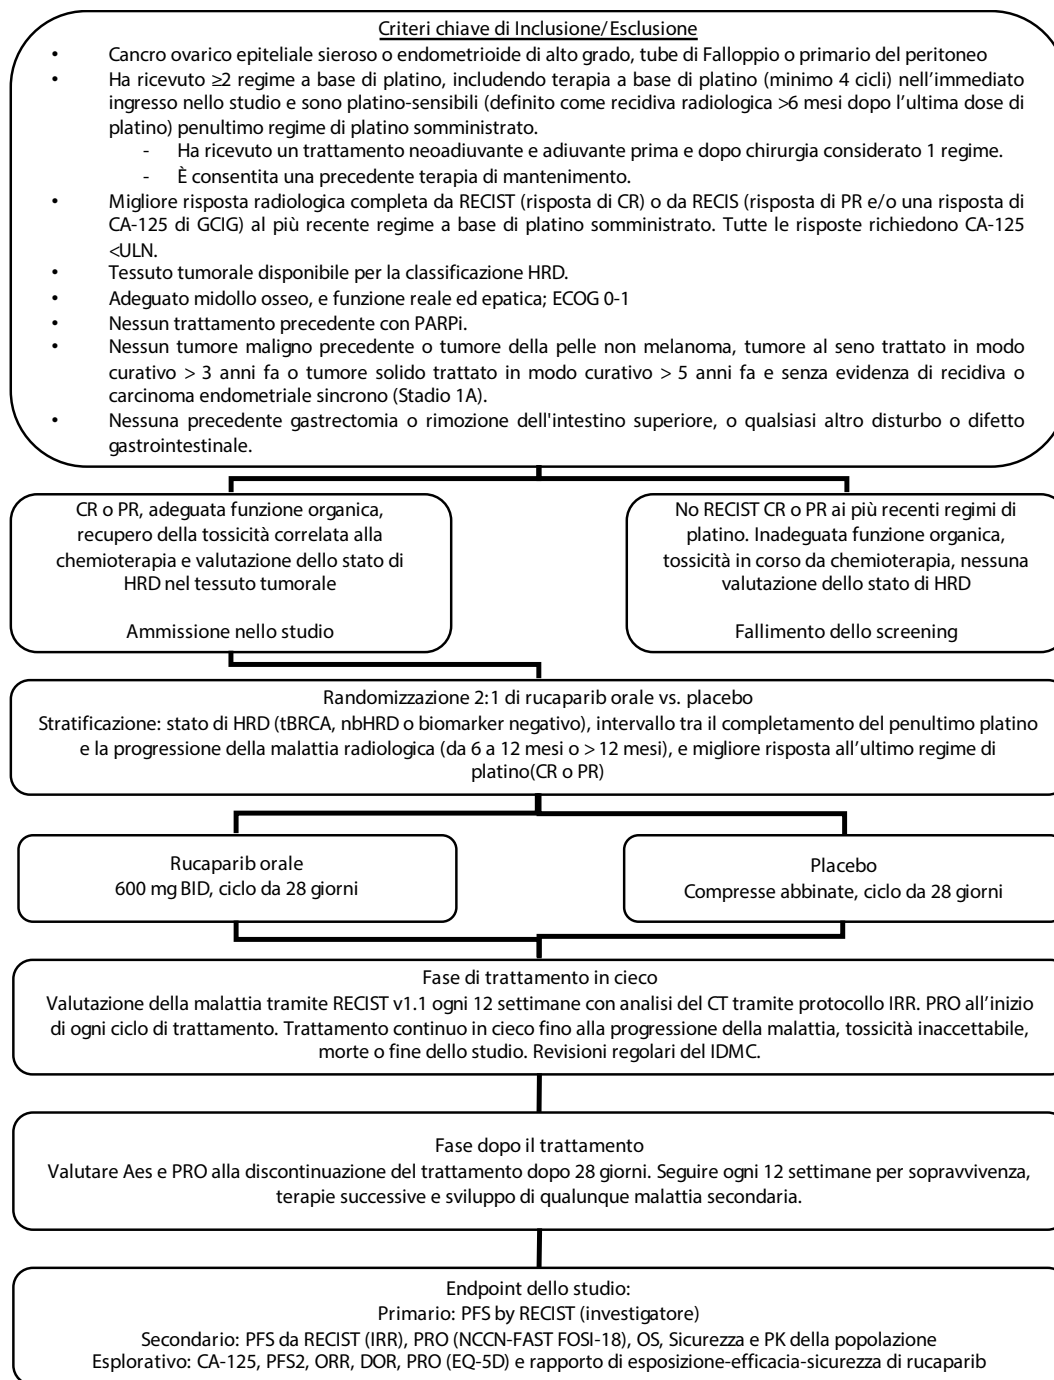 Criteri chiave di Inclusione/Esclusione
• Cancro ovarico epiteliale sieroso o endometrioide di alto grado, tube di Falloppio o primario del peritoneo
• Ha ricevuto ≥2 regime a base di platino, includendo terapia a base di platino (minimo 4 cicli) nell’immediato
ingresso nello studio e sono platino-sensibili (definito come recidiva radiologica >6 mesi dopo l’ultima dose di
platino) penultimo regime di platino somministrato.
- Ha ricevuto un trattamento neoadiuvante e adiuvante prima e dopo chirurgia considerato 1 regime.
- È consentita una precedente terapia di mantenimento.
• Migliore risposta radiologica completa da RECIST (risposta di CR) o da RECIS (risposta di PR e/o una risposta di
CA-125 di GCIG) al più recente regime a base di platino somministrato. Tutte le risposte richiedono CA-125
<ULN.
• Tessuto tumorale disponibile per la classificazione HRD.
• Adeguato midollo osseo, e funzione reale ed epatica; ECOG 0-1
• Nessun trattamento precedente con PARPi.
• Nessun tumore maligno precedente o tumore della pelle non melanoma, tumore al seno trattato in modo
curativo > 3 anni fa o tumore solido trattato in modo curativo > 5 anni fa e senza evidenza di recidiva o
carcinoma endometriale sincrono (Stadio 1A).
• Nessuna precedente gastrectomia o rimozione dell'intestino superiore, o qualsiasi altro disturbo o difetto
gastrointestinale.
CR o PR, adeguata funzione organica,
recupero della tossicità correlata alla
chemioterapia e valutazione dello stato di
HRD nel tessuto tumorale
Ammissione nello studio
No RECIST CR o PR ai più recenti regimi di
platino. Inadeguata funzione organica,
tossicità in corso da chemioterapia, nessuna
valutazione dello stato di HRD
Fallimento dello screening
Randomizzazione 2:1 di rucaparib orale vs. placebo
Stratificazione: stato di HRD (tBRCA, nbHRD o biomarker negativo), intervallo tra il completamento del penultimo platino
e la progressione della malattia radiologica (da 6 a 12 mesi o > 12 mesi), e migliore risposta all’ultimo regime di
platino(CR o PR)
Rucaparib orale
600 mg BID, ciclo da 28 giorni
Placebo
Compresse abbinate, ciclo da 28 giorni
Fase di trattamento in cieco
Valutazione della malattia tramite RECIST v1.1 ogni 12 settimane con analisi del CT tramite protocollo IRR. PRO all’inizio
di ogni ciclo di trattamento. Trattamento continuo in cieco fino alla progressione della malattia, tossicità inaccettabile,
morte o fine dello studio. Revisioni regolari del IDMC.
Fase dopo il trattamento
Valutare Aes e PRO alla discontinuazione del trattamento dopo 28 giorni. Seguire ogni 12 settimane per sopravvivenza,
terapie successive e sviluppo di qualunque malattia secondaria.
Endpoint dello studio:
Primario: PFS by RECIST (investigatore)
Secondario: PFS da RECIST (IRR), PRO (NCCN-FAST FOSI-18), OS, Sicurezza e PK della popolazione
Esplorativo: CA-125, PFS2, ORR, DOR, PRO (EQ-5D) e rapporto di esposizione-efficacia-sicurezza di rucaparib